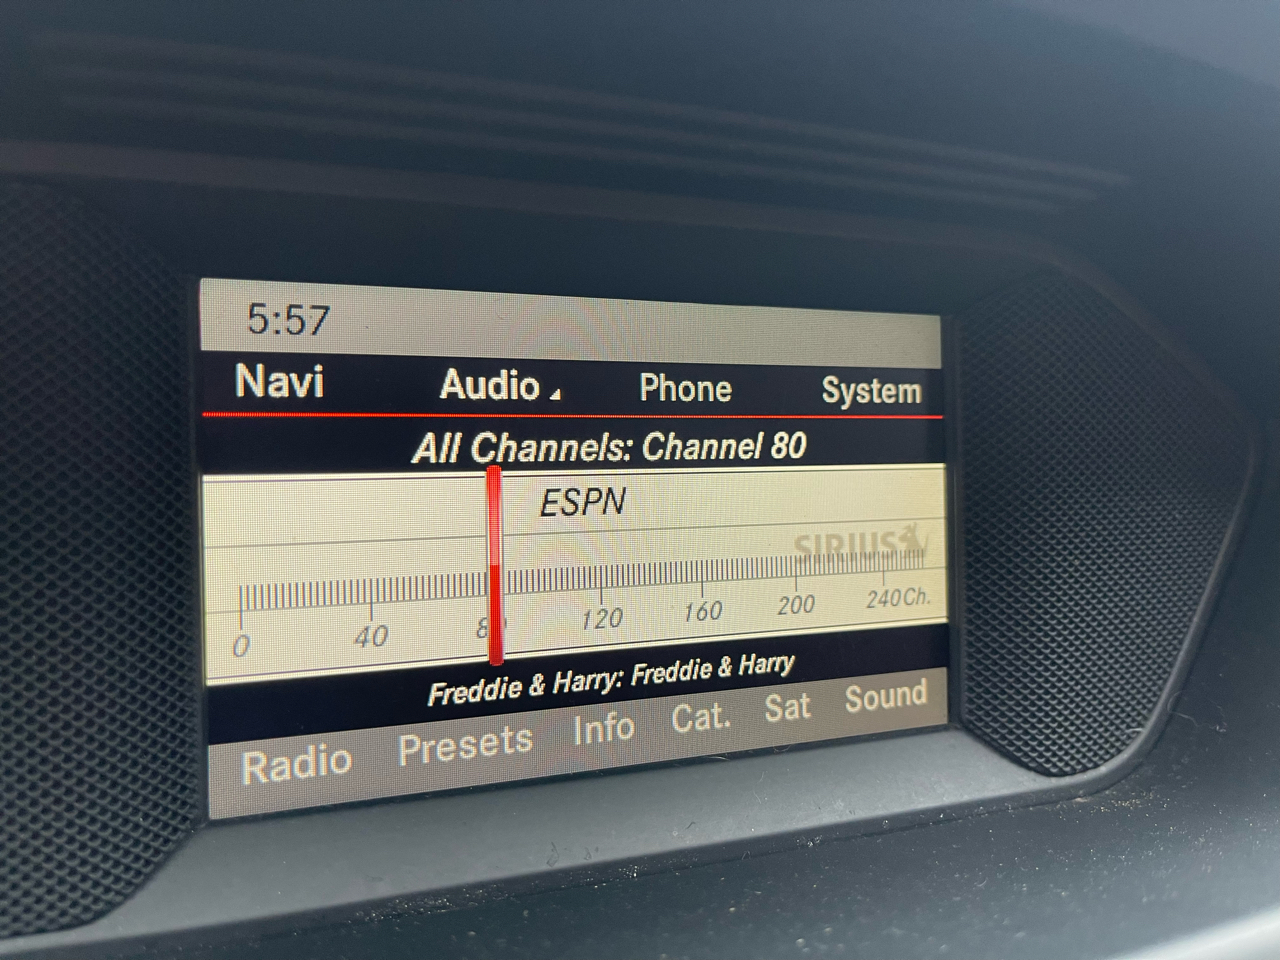 5:57
Navi Audio Phone System
All Channels: Channel 80
ESPN
SIRIUS
0 40 80 120 160 200 240Ch.
Freddie & Harry: Freddie & Harry
Radio Presets Info Cat. Sat Sound